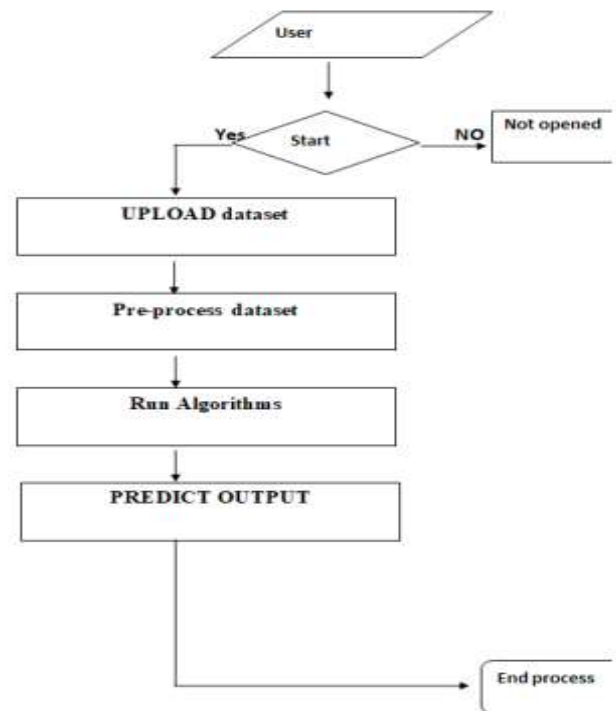 User
Yes
Start
NO
Not opened
UPLOAD dataset
Pre-process dataset
Run Algorithms
PREDICT OUTPUT
End process